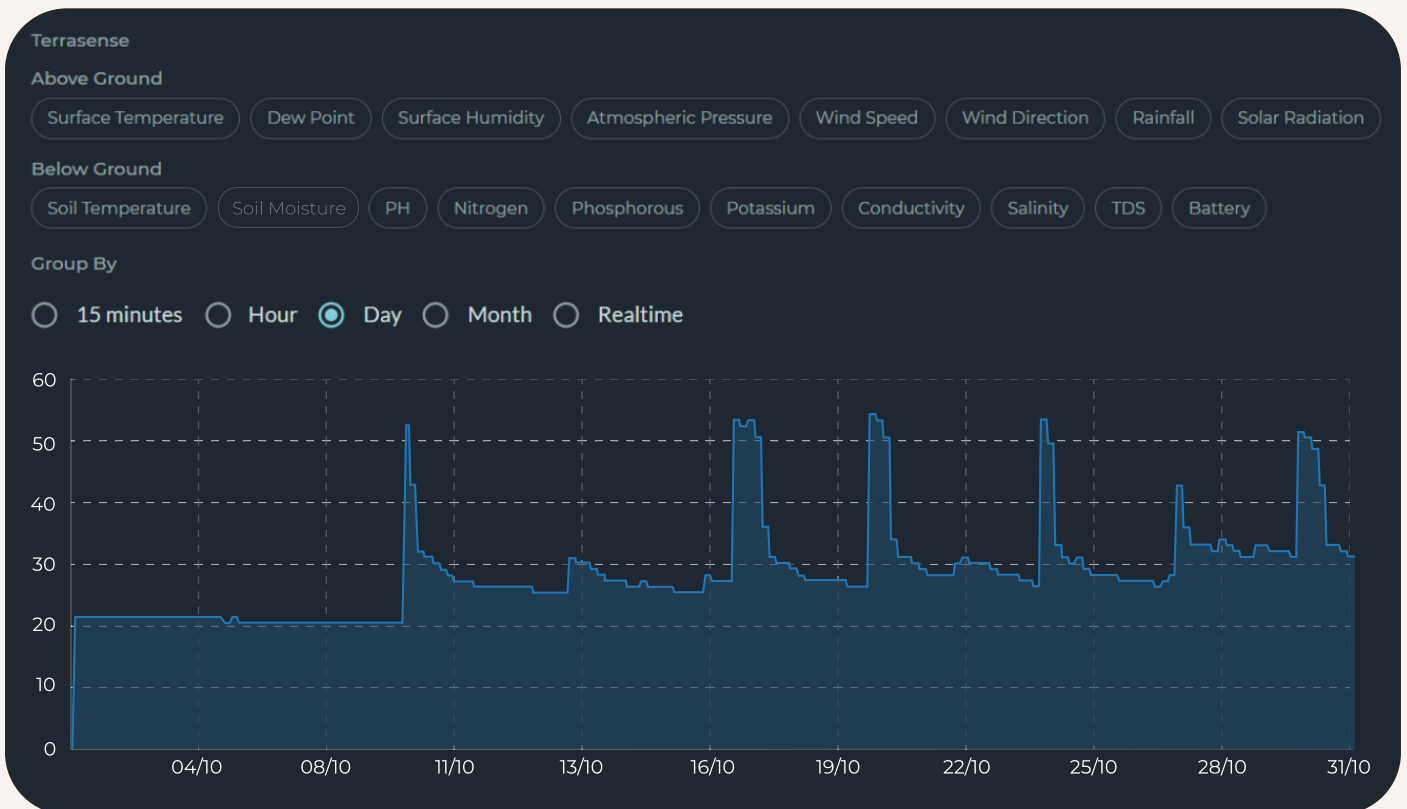 Terrasense
Above Ground
Surface Temperature Dew Point Surface Humidity Atmospheric Pressure Wind Speed Wind Direction Rainfall Solar Radiation
Below Ground
Soil Temperature Soil Moisture PH Nitrogen Phosphorous Potassium Conductivity Salinity TDS Battery
Group By
15 minutes Hour Day Month Realtime
60
50
40
30
20
10
0
04/10 08/10 11/10 13/10 16/10 19/10 22/10 25/10 28/10 31/10